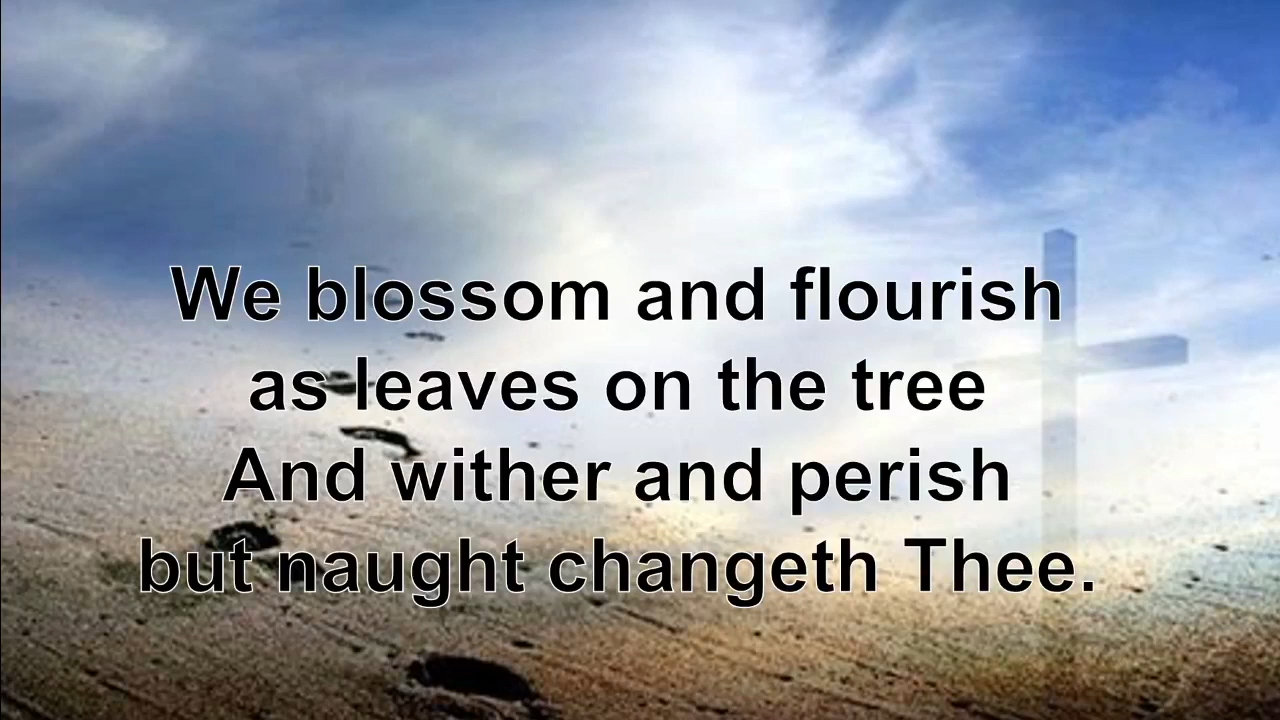 We blossom and flourish
as leaves on the tree
And wither and perish
but naught changeth Thee.